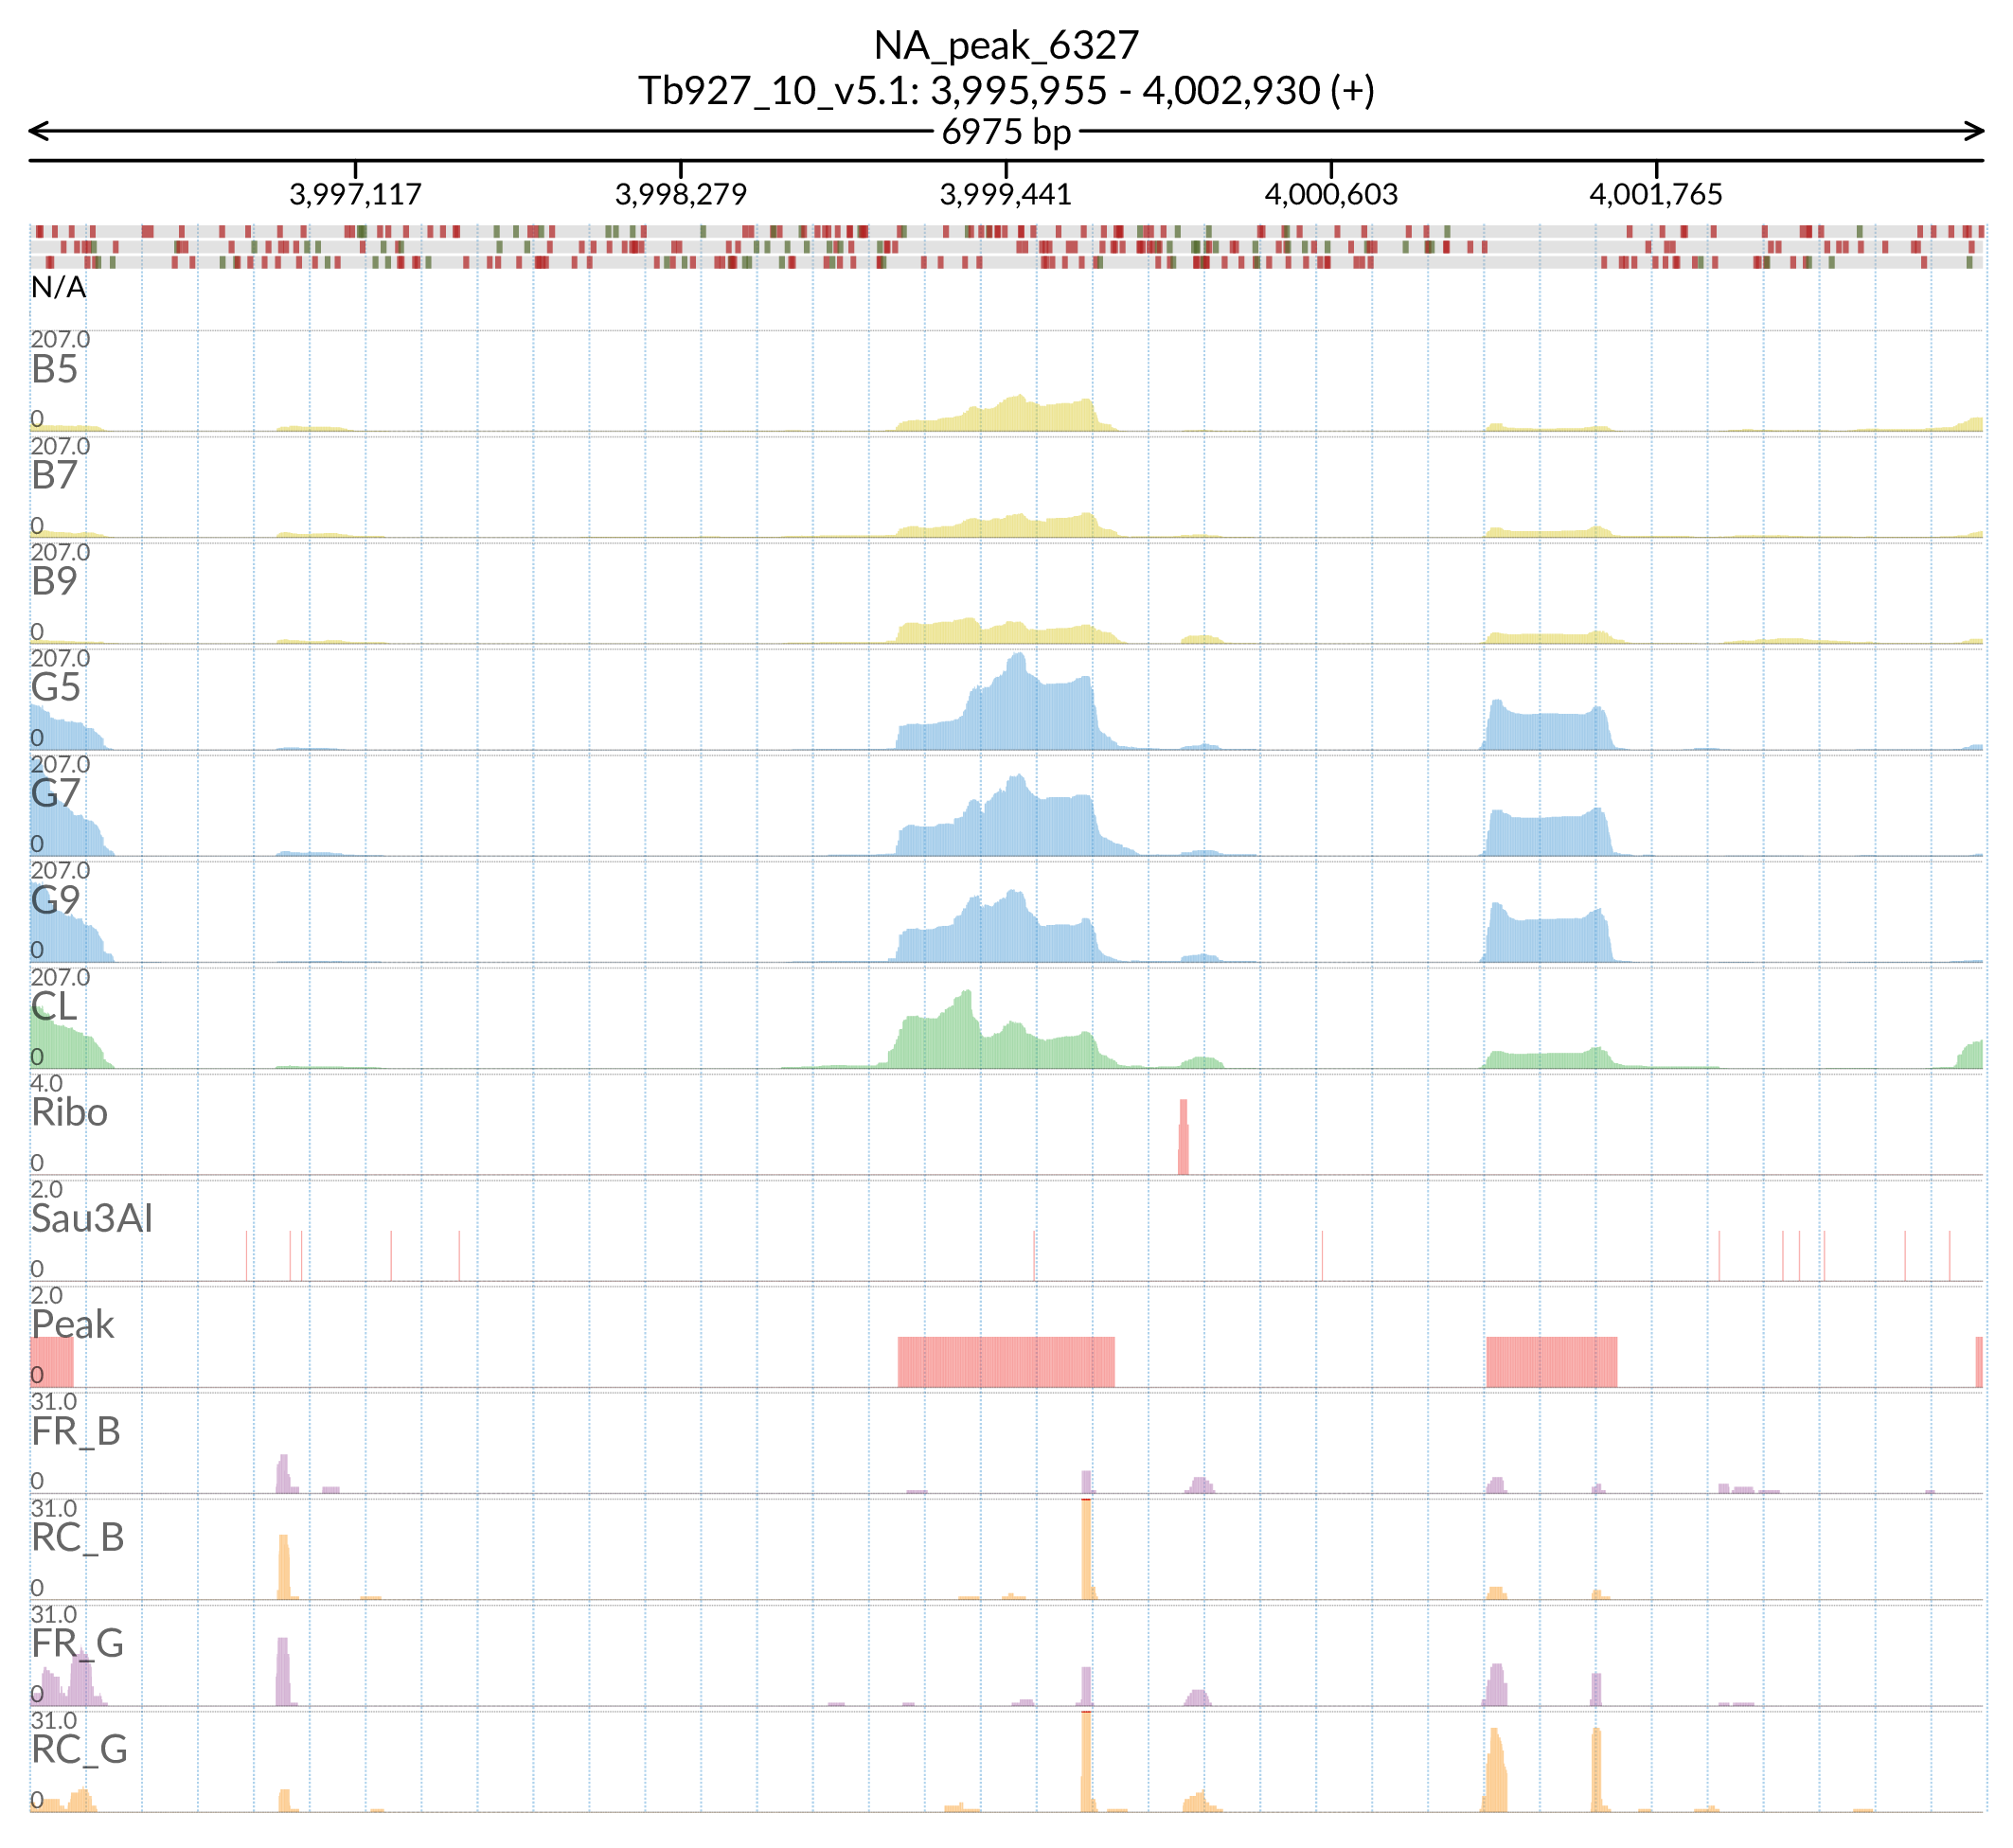 NA_peak_6327
Tb927_10_v5.1: 3,995,955 - 4,002,930 (+)
6975 bp
3,997,117 3,998,279 3,999,441 4,000,603 4,001,765
N/A
207.0
B5
0
207.0
B7
0
207.0
B9
0
207.0
G5
0
207.0
G7
0
207.0
G9
0
207.0
CL
0
4.0
Ribo
0
2.0
Sau3AI
0
2.0
Peak
0
31.0
FR_B
0
31.0
RC_B
0
31.0
FR_G
0
31.0
RC_G
0